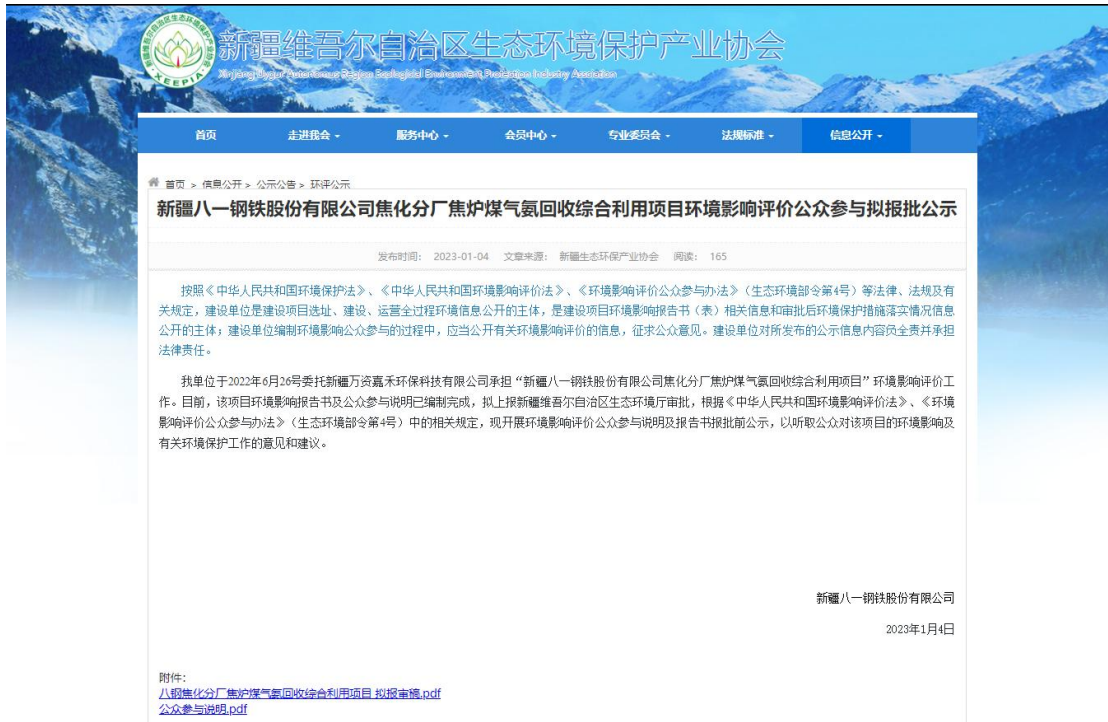 新疆维吾尔自治区生态环境保护产业协会
XEEPIA
首页 走进我会 服务中心 会员中心 专业委员会 法规标准 信息公开
首页 > 信息公开 > 公示公告 > 环评公示
新疆八一钢铁股份有限公司焦化分厂焦炉煤气氨回收综合利用项目环境影响评价公众参与拟报批公示
发布时间: 2023-01-04 文章来源: 新疆生态环保产业协会 阅读: 165
按照《中华人民共和国环境保护法》、《中华人民共和国环境影响评价法》、《环境影响评价公众参与办法》（生态环境部令第4号）等法律、法规及有
关规定，建设单位是建设项目选址、建设、运营全过程环境信息公开的主体，是建设项目环境影响报告书（表）相关信息和审批后环境保护措施落实情况信息
公开的主体；建设单位编制环境影响公众参与的过程中，应当公开有关环境影响评价的信息，征求公众意见。建设单位对所发布的公示信息内容负全责并承担
法律责任。
我单位于2022年6月26号委托新疆万资嘉禾环保科技有限公司承担“新疆八一钢铁股份有限公司焦化分厂焦炉煤气氨回收综合利用项目”环境影响评价工
作。目前，该项目环境影响报告书及公众参与说明已编制完成，拟上报新疆维吾尔自治区生态环境厅审批，根据《中华人民共和国环境影响评价法》、《环境
影响评价公众参与办法》（生态环境部令第4号）中的相关规定，现开展环境影响评价公众参与说明及报告书报批前公示，以听取公众对该项目的环境影响及
有关环境保护工作的意见和建议。
新疆八一钢铁股份有限公司
2023年1月4日
附件:
八钢焦化分厂焦炉煤气氨回收综合利用项目 拟报审稿.pdf
公众参与说明.pdf